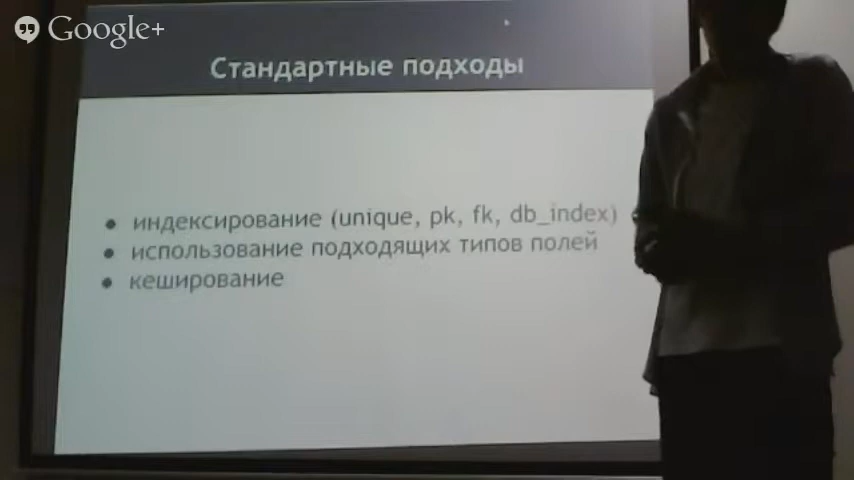 Google+
Стандартные подходы
индексирование (unique, pk, fk, db_index)
использование подходящих типов полей
кеширование